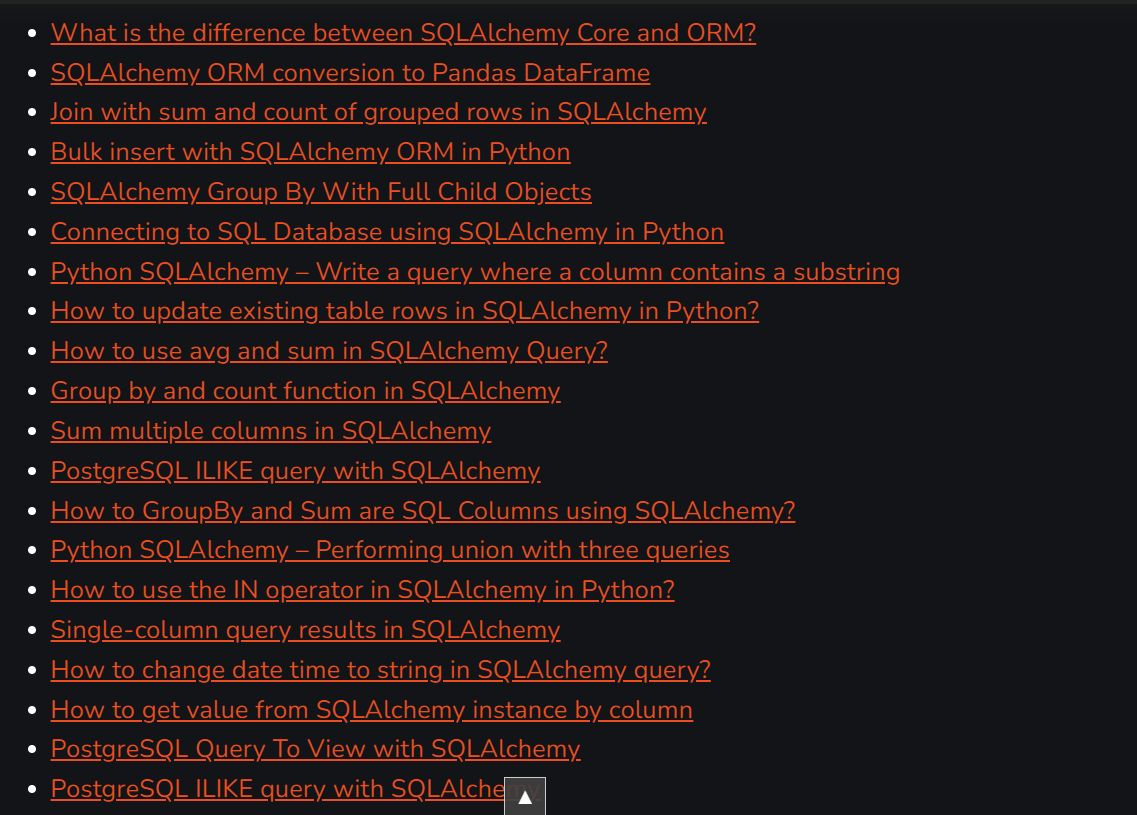 What is the difference between SQLAlchemy Core and ORM?
SQLAlchemy ORM conversion to Pandas DataFrame
Join with sum and count of grouped rows in SQLAlchemy
Bulk insert with SQLAlchemy ORM in Python
SQLAlchemy Group By With Full Child Objects
Connecting to SQL Database using SQLAlchemy in Python
Python SQLAlchemy – Write a query where a column contains a substring
How to update existing table rows in SQLAlchemy in Python?
How to use avg and sum in SQLAlchemy Query?
Group by and count function in SQLAlchemy
Sum multiple columns in SQLAlchemy
PostgreSQL ILIKE query with SQLAlchemy
How to GroupBy and Sum are SQL Columns using SQLAlchemy?
Python SQLAlchemy – Performing union with three queries
How to use the IN operator in SQLAlchemy in Python?
Single-column query results in SQLAlchemy
How to change date time to string in SQLAlchemy query?
How to get value from SQLAlchemy instance by column
PostgreSQL Query To View with SQLAlchemy
PostgreSQL ILIKE query with SQLAlchemy